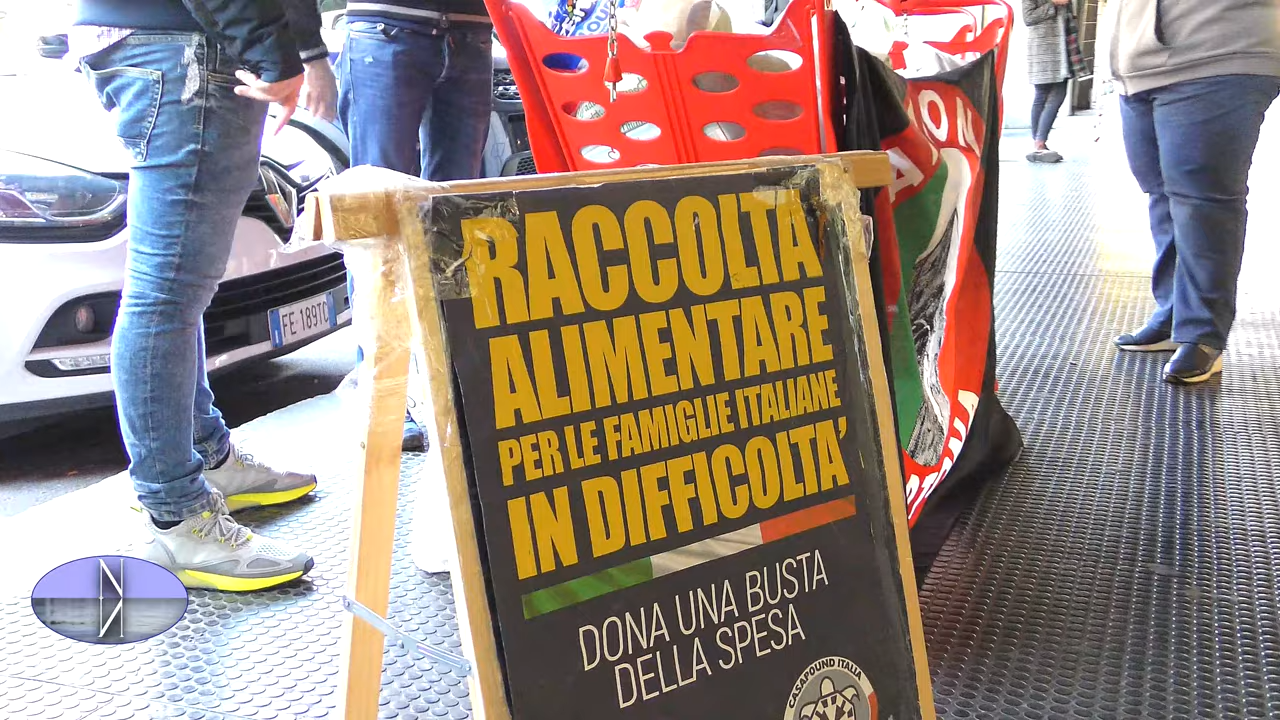 RACCOLTA
ALIMENTARE
PER LE FAMIGLIE ITALIANE
IN DIFFICOLTA'
DONA UNA BUSTA
DELLA SPESA
CASAPOUND ITALIA
FE 189TC